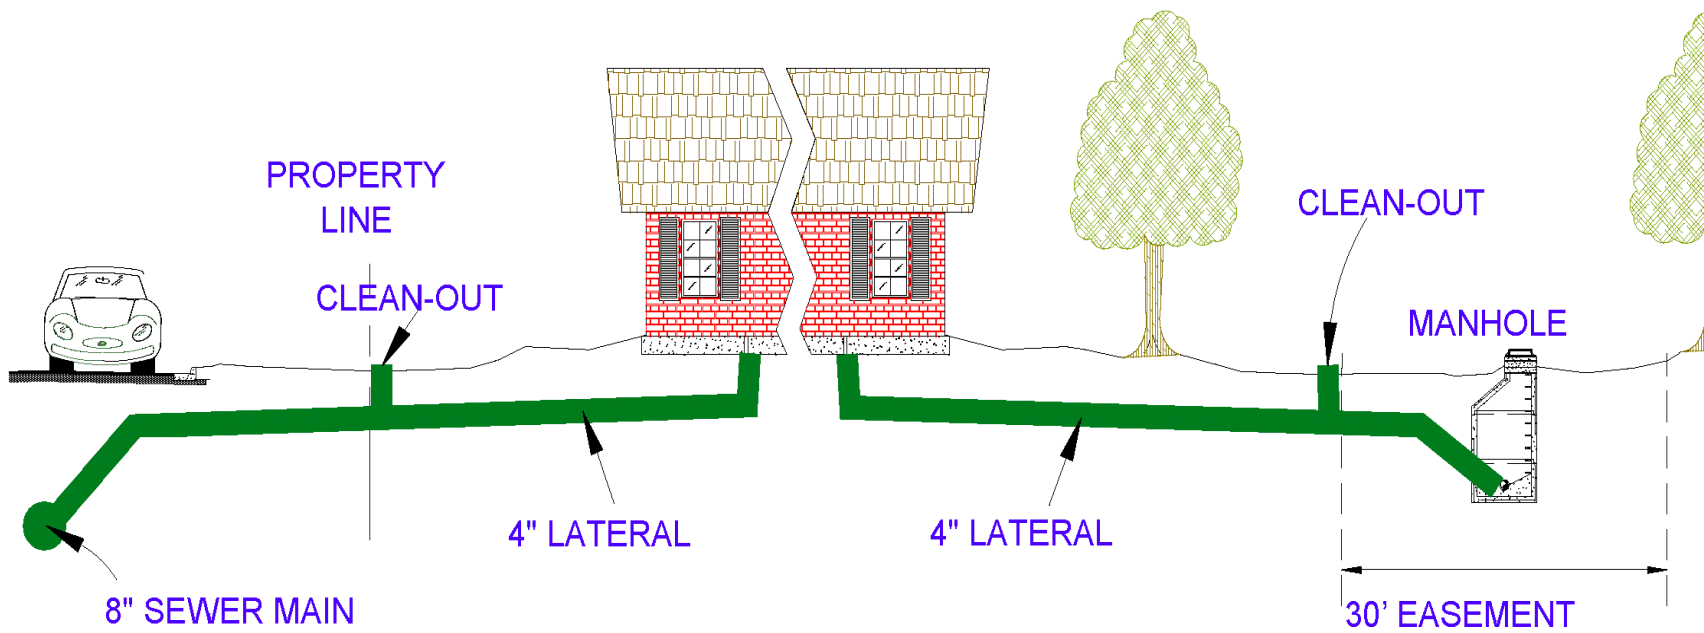 PROPERTY
LINE
CLEAN-OUT
CLEAN-OUT
MANHOLE
4" LATERAL
4" LATERAL
8" SEWER MAIN
30' EASEMENT